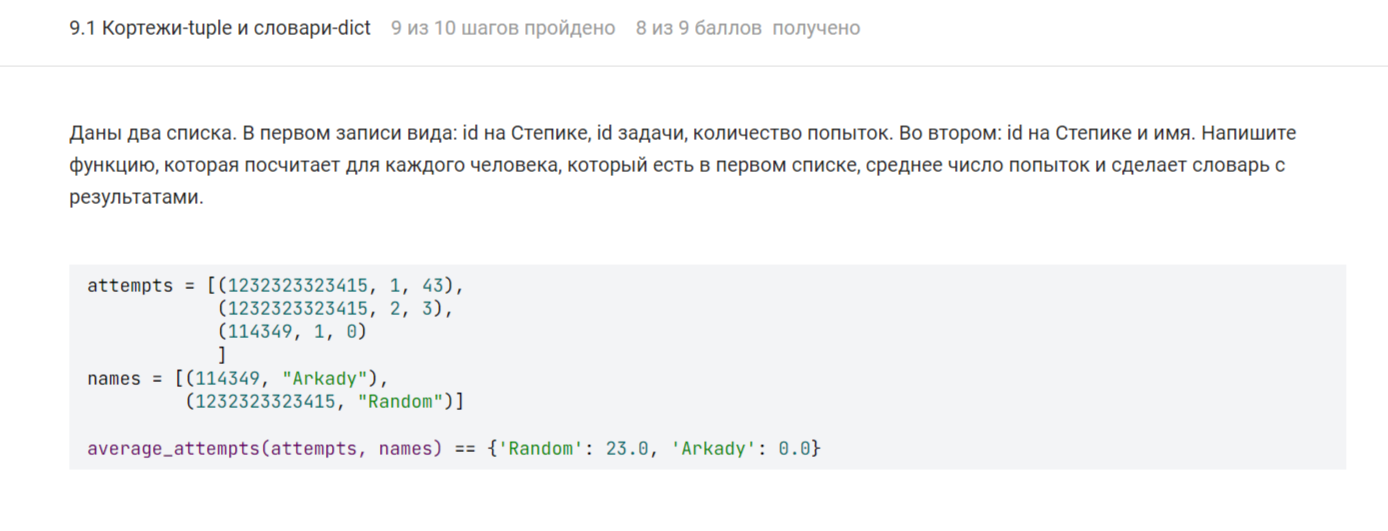 9.1 Кортежи-tuple и словари-dict 9 из 10 шагов пройдено 8 из 9 баллов получено
Даны два списка. В первом записи вида: id на Степике, id задачи, количество попыток. Во втором: id на Степике и имя. Напишите
функцию, которая посчитает для каждого человека, который есть в первом списке, среднее число попыток и сделает словарь с
результатами.
attempts = [(1232323323415, 1, 43),
(1232323323415, 2, 3),
(114349, 1, 0)
]
names = [(114349, "Arkady"),
(1232323323415, "Random")]
average_attempts(attempts, names) == {'Random': 23.0, 'Arkady': 0.0}